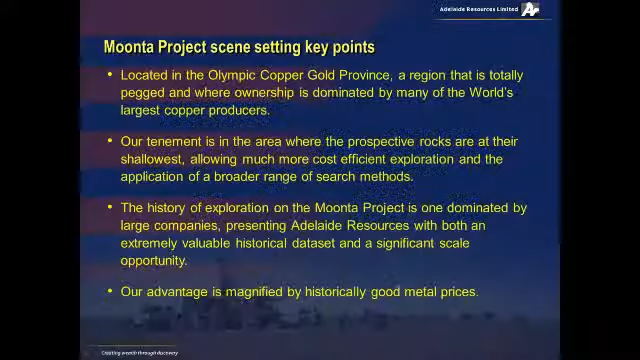 Adelaide Resources Limited
Moonta Project scene setting key points
• Located in the Olympic Copper Gold Province, a region that is totally
pegged and where ownership is dominated by many of the World's
largest copper producers.
• Our tenement is in the area where the prospective rocks are at their
shallowest, allowing much more cost efficient exploration and the
application of a broader range of search methods.
• The history of exploration on the Moonta Project is one dominated by
large companies, presenting Adelaide Resources with both an
extremely valuable historical dataset and a significant scale
opportunity.
• Our advantage is magnified by historically good metal prices.
Creating wealth through discovery